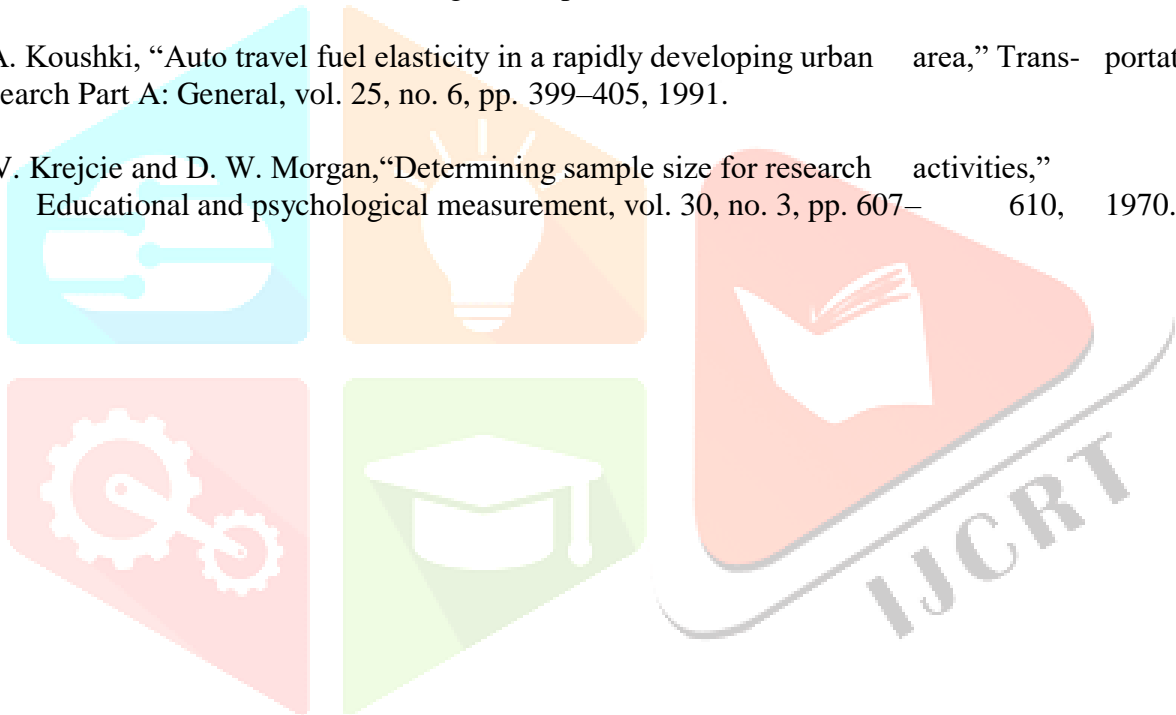 A. Koushki, “Auto travel fuel elasticity in a rapidly developing urban area,” Trans- portat
earch Part A: General, vol. 25, no. 6, pp. 399–405, 1991.
V. Krejcie and D. W. Morgan,“Determining sample size for research activities,”
Educational and psychological measurement, vol. 30, no. 3, pp. 607– 610, 1970.
IJCRT